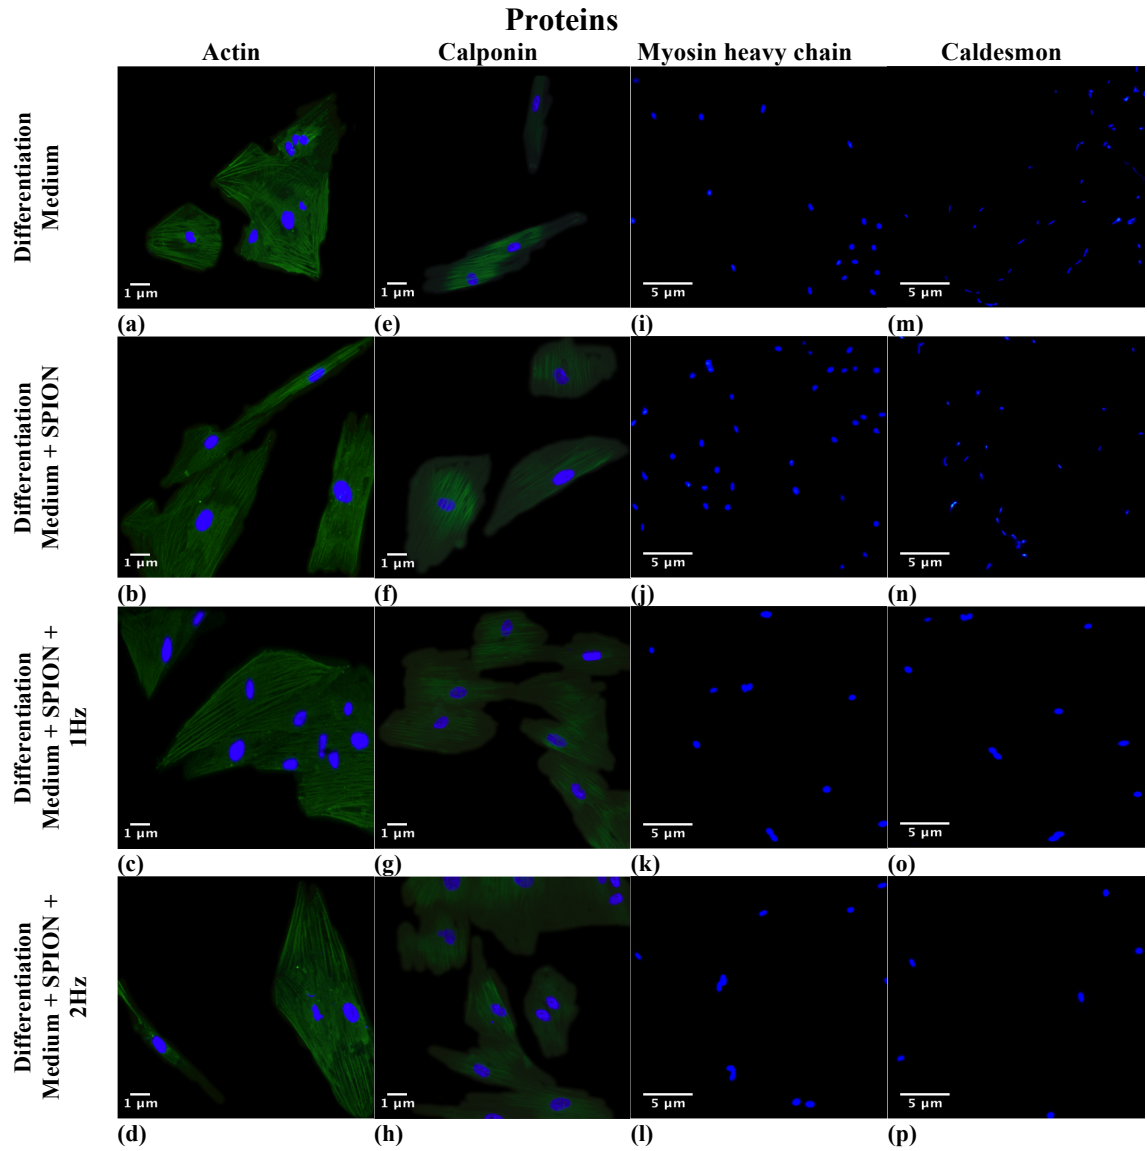 Proteins
Actin
Calponin
Myosin heavy chain
Caldesmon
Differentiation
Medium
1 μm
1 μm
5 μm
5 μm
(a)
(e)
(i)
(m)
Differentiation
Medium + SPION
1 μm
1 μm
5 μm
5 μm
(b)
(f)
(j)
(n)
Differentiation
Medium + SPION +
1Hz
1 μm
1 μm
5 μm
5 μm
(c)
(g)
(k)
(o)
Differentiation
Medium + SPION +
2Hz
1 μm
1 μm
5 μm
5 μm
(d)
(h)
(l)
(p)